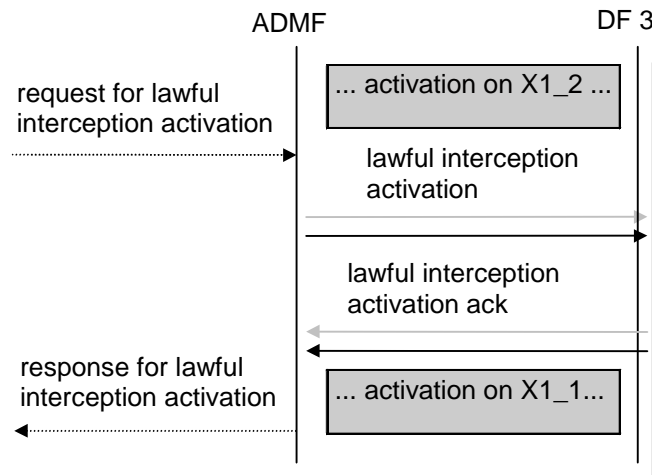 ADMF
DF 3
... activation on X1_2 ...
request for lawful
interception activation
lawful interception
activation
lawful interception
activation ack
response for lawful
interception activation
... activation on X1_1...